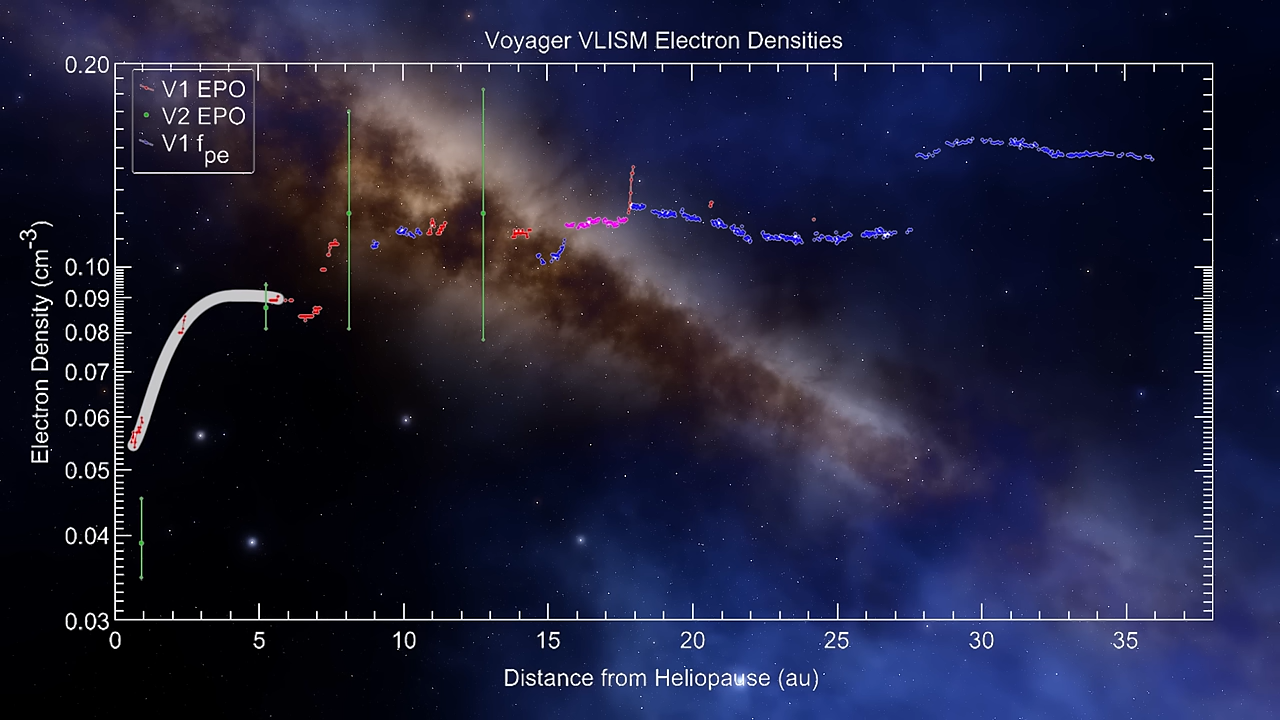 Voyager VLISM Electron Densities
0.20
V1 EPO
V2 EPO
V1 fpe
0.10
0.09
0.08
0.07
0.06
0.05
0.04
0.03
Electron Density (cm-3)
0 5 10 15 20 25 30 35
Distance from Heliopause (au)